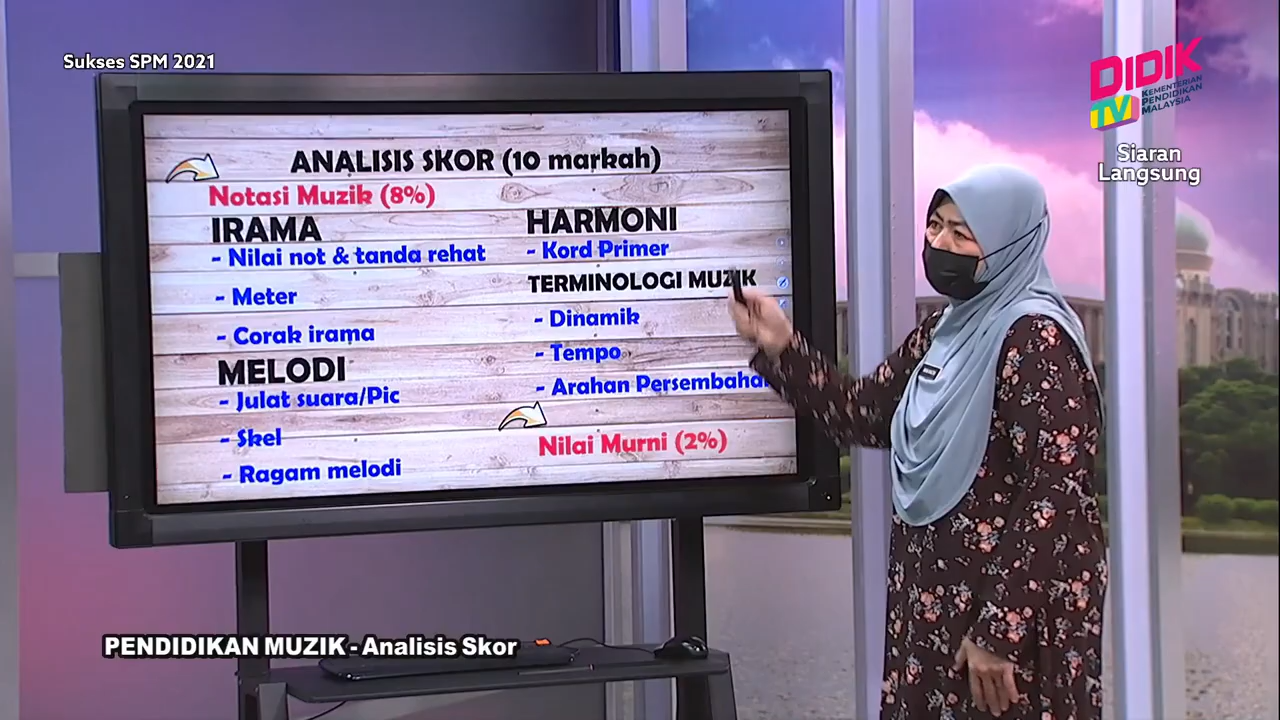 Sukses SPM 2021
ANALISIS SKOR (10 markah)
Notasi Muzik (8%)
IRAMA
- Nilai not & tanda rehat
- Meter
- Corak irama
MELODI
- Julat suara/Pic
- Skel
- Ragam melodi
HARMONI
- Kord Primer
TERMINOLOGI MUZIK
- Dinamik
- Tempo
- Arahan Persembahan
Nilai Murni (2%)
DIDIK
TV
KEMENTERIAN
PENDIDIKAN
MALAYSIA
Siaran
Langsung
PENDIDIKAN MUZIK - Analisis Skor